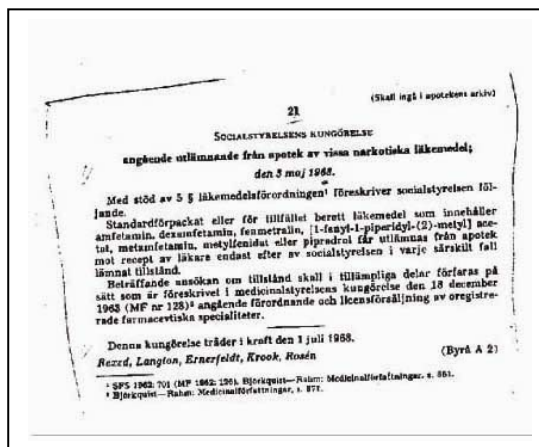 (Skall ingå i apotekens arkiv)
21
SOCIALSTYRELSENS KUNGÖRELSE
angående utlämnande från apotek av vissa narkotiska läkemedel;
den 3 maj 1968.
Med stöd av 5 § läkemedelsförordningen¹ föreskriver socialstyrelsen föl-
jande.
Standardförpackat eller för tillfället berett läkemedel som innehåller
amfetamin, dexamfetamin, fenmetralin, [1-fenyl-1-piperidyl-(2)-metyl] ace-
tol, metamfetamin, metylfenidat eller pipradrol får utlämnas från apotek
mot recept av läkare endast efter av socialstyrelsen i varje särskilt fall
lämnat tillstånd.
Beträffande ansökan om tillstånd skall i tillämpliga delar förfaras på
sätt som är föreskrivet i medicinalstyrelsens kungörelse den 18 december
1963 (MF nr 128)² angående förordnande och licensförsäljning av oregistre-
rade farmacevtiska specialiteter.
Denna kungörelse träder i kraft den 1 juli 1968.
Rexed, Langton, Ernerfeldt, Krook, Rosén
(Byrå A 2)
¹ SFS 1962: 701 (MF 1962: 126). Björkquist—Rahm: Medicinalförfattningar, s. 861.
² Björkquist—Rahm: Medicinalförfattningar, s. 871.